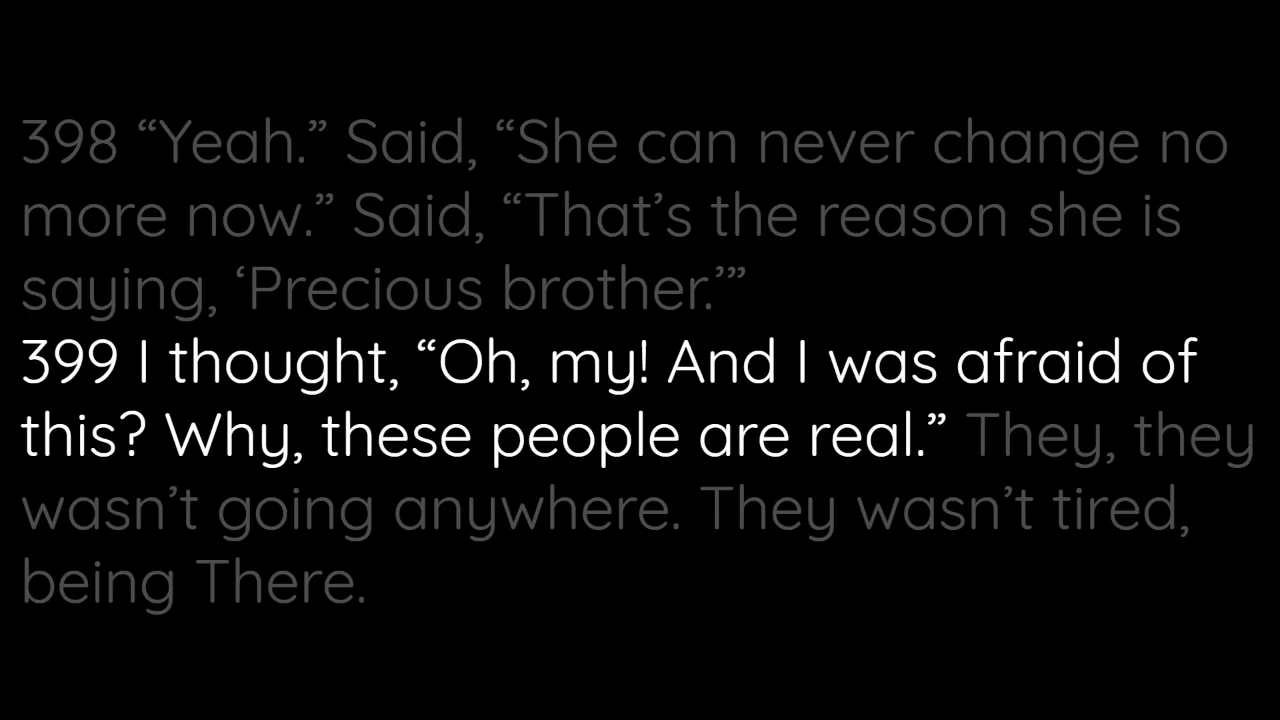 398 “Yeah.” Said, “She can never change no
more now.” Said, “That’s the reason she is
saying, ‘Precious brother.’”
399 I thought, “Oh, my! And I was afraid of
this? Why, these people are real.” They, they
wasn’t going anywhere. They wasn’t tired,
being There.